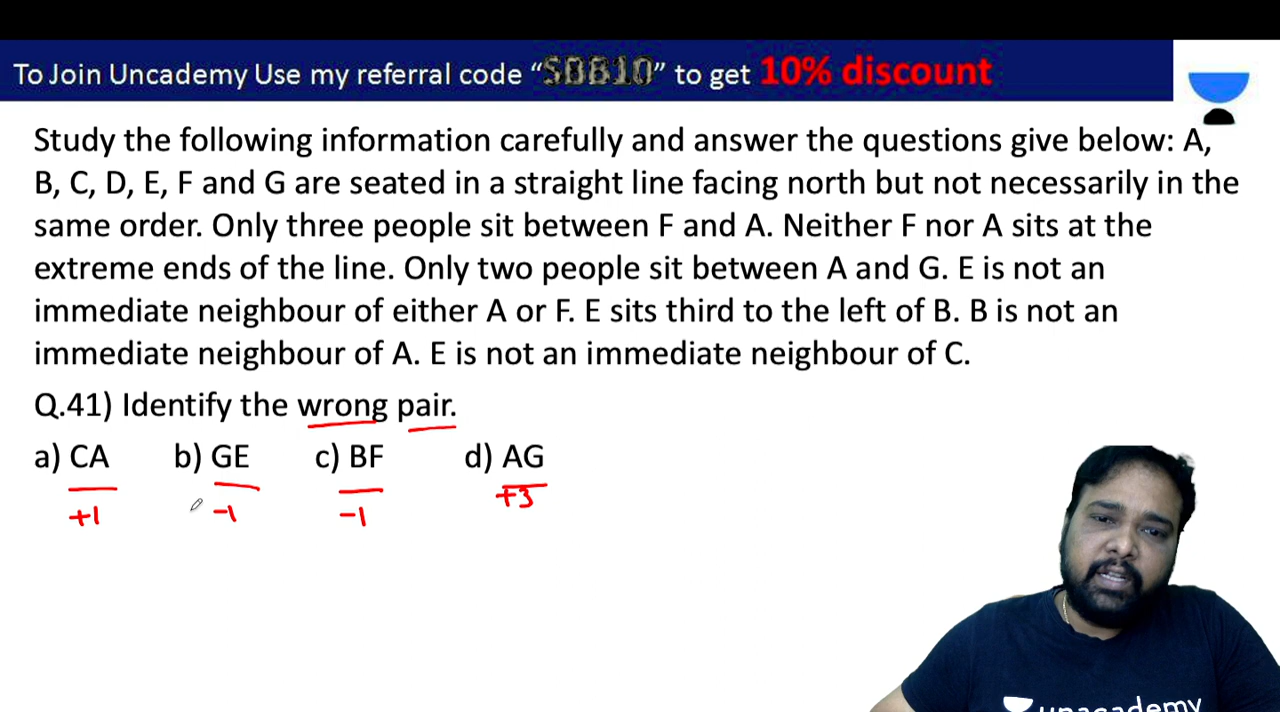 To Join Uncademy Use my referral code “SBB10” to get 10% discount
Study the following information carefully and answer the questions give below: A,
B, C, D, E, F and G are seated in a straight line facing north but not necessarily in the
same order. Only three people sit between F and A. Neither F nor A sits at the
extreme ends of the line. Only two people sit between A and G. E is not an
immediate neighbour of either A or F. E sits third to the left of B. B is not an
immediate neighbour of A. E is not an immediate neighbour of C.
Q.41) Identify the wrong pair.
a) CA b) GE c) BF d) AG
+1 -1 -1 +3
unacademy